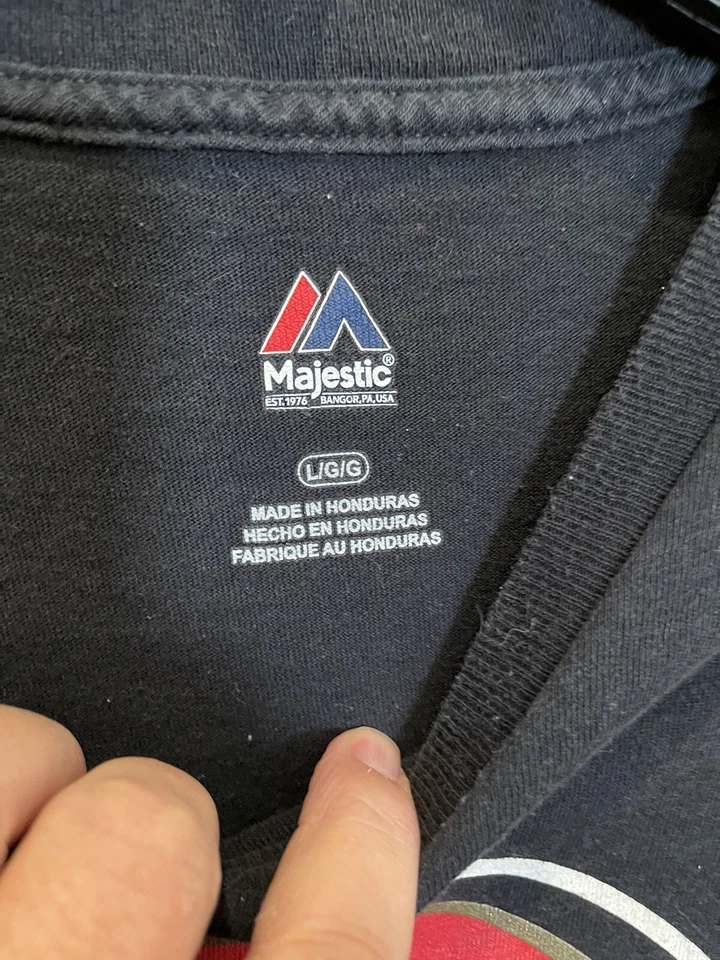 Majestic®
EST. 1976 BANGOR, PA, USA
L/G/G
MADE IN HONDURAS
HECHO EN HONDURAS
FABRIQUE AU HONDURAS